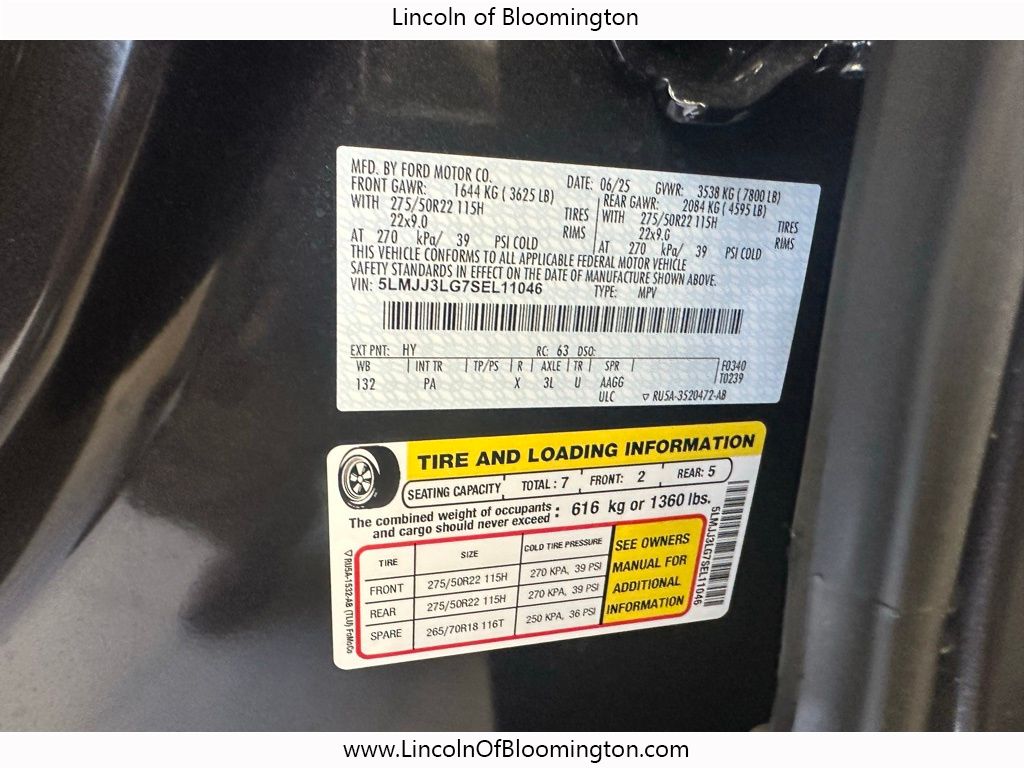 Lincoln of Bloomington
MFD. BY FORD MOTOR CO.
DATE: 06/25 GVWR: 3538 KG ( 7800 LB)
FRONT GAWR: 1644 KG ( 3625 LB) REAR GAWR: 2084 KG ( 4595 LB)
WITH 275/50R22 115H TIRES WITH 275/50R22 115H TIRES
22x9.0 RIMS 22x9.0 RIMS
AT 270 kPa/ 39 PSI COLD AT 270 kPa/ 39 PSI COLD
THIS VEHICLE CONFORMS TO ALL APPLICABLE FEDERAL MOTOR VEHICLE
SAFETY STANDARDS IN EFFECT ON THE DATE OF MANUFACTURE SHOWN ABOVE.
VIN: 5LMJJ3LG7SEL11046 TYPE: MPV
EXT PNT: HY RC: 63 DSO:
WB INT TR TP/PS R AXLE TR SPR F0340
132 PA X 3L U AAGG T0239
ULC ▽ RU5A-3520472-AB
TIRE AND LOADING INFORMATION
SEATING CAPACITY TOTAL : 7 FRONT: 2 REAR: 5
The combined weight of occupants
and cargo should never exceed : 616 kg or 1360 lbs.
TIRE SIZE COLD TIRE PRESSURE
FRONT 275/50R22 115H 270 KPA, 39 PSI
REAR 275/50R22 115H 270 KPA, 39 PSI
SPARE 265/70R18 116T 250 KPA, 36 PSI
SEE OWNERS
MANUAL FOR
ADDITIONAL
INFORMATION
5LMJJ3LG7SEL11046
▽ RU5A-1532-AB (TLU) FoMoCo
www.LincolnOfBloomington.com